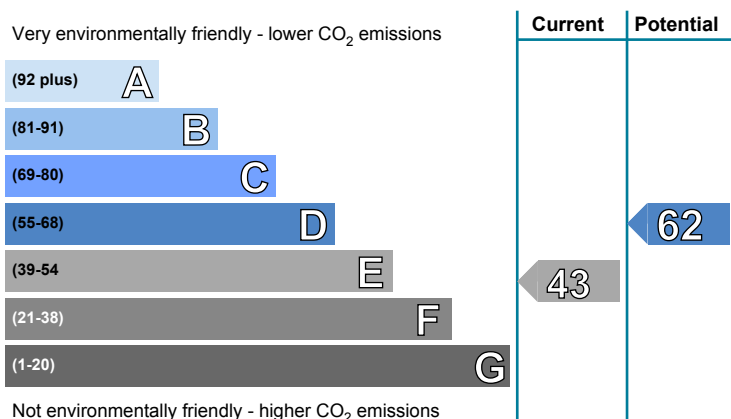 Very environmentally friendly - lower CO2 emissions
Current
Potential
(92 plus) A
(81-91) B
(69-80) C
(55-68) D
62
(39-54 E
43
(21-38) F
(1-20) G
Not environmentally friendly - higher CO2 emissions